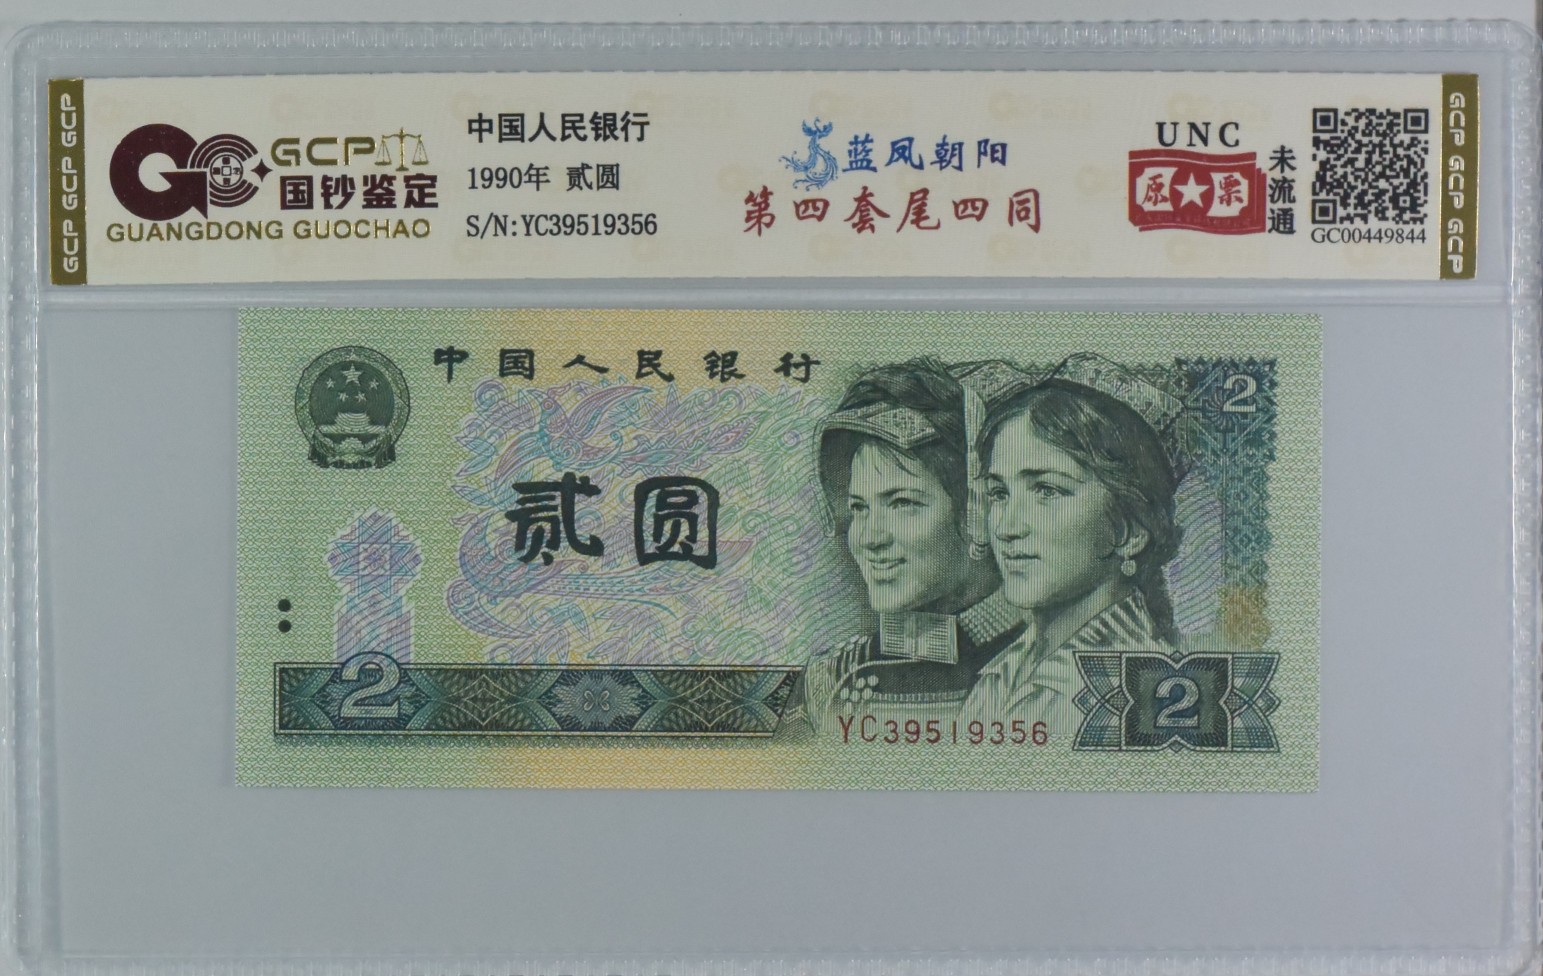 GCP GCP GCP
GCP
国钞鉴定
GUANGDONG GUOCHAO
中国人民银行
1990年 贰圆
S/N:YC39519356
蓝凤朝阳
第四套尾四同
UNC
原★票
未流通
GC00449844
GCP GCP GCP
中国人民银行
贰圆
2
2
2
YC39519356